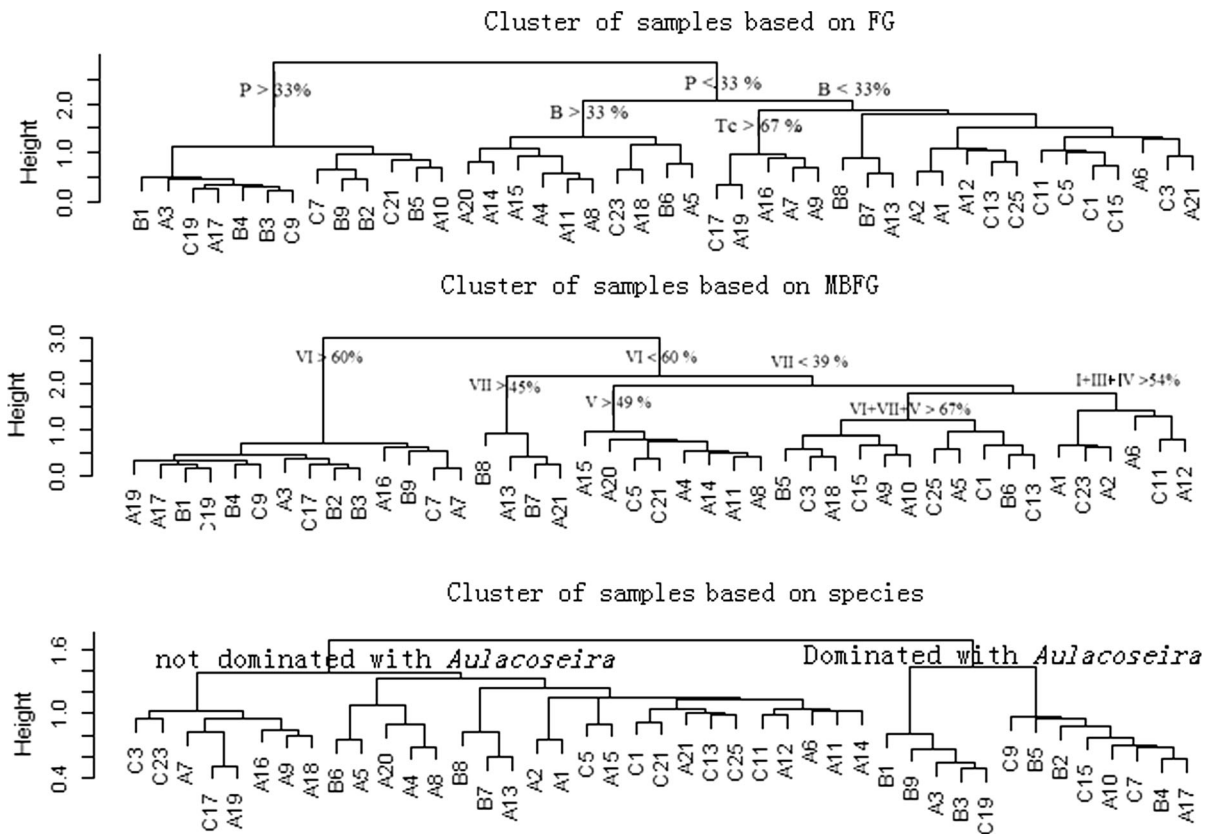 Cluster of samples based on FG
P > 33%
P < 33 %
B < 33%
B > 33 %
Tc > 67 %
Height
0.0 1.0 2.0
B1 A3 C19 A17 B4 B3 C9 C7 B9 B2 C21 B5 A10 A20 A14 A15 A4 A11 A8 C23 A18 B6 A5 C17 A19 A16 A7 A9 B8 B7 A13 A2 A1 A12 C13 C25 C11 C5 C1 C15 A6 C3 A21
Cluster of samples based on MBFG
VI > 60%
VI < 60 %
VII < 39 %
VII > 45%
V > 49 %
VI+VII+V > 67%
I+III+IV >54%
Height
0.0 1.0 2.0 3.0
A19 A17 B1 C19 B4 C9 A3 C17 B2 B3 A16 B9 C7 A7 B8 A13 B7 A21 A15 A20 C5 C21 A4 A14 A11 A8 B5 C3 A18 C15 A9 A10 C25 A5 C1 B6 C13 A1 C23 A2 A6 C11 A12
Cluster of samples based on species
not dominated with Aulacoseira
Dominated with Aulacoseira
Height
0.4 1.0 1.6
C3 C23 A7 C17 A19 A16 A9 A18 B6 A5 A20 A4 A8 B8 B7 A13 A2 A1 C5 A15 C1 C21 A21 C13 C25 C11 A12 A6 A11 A14 B1 B9 A3 B3 C19 C9 B5 B2 C15 A10 C7 B4 A17